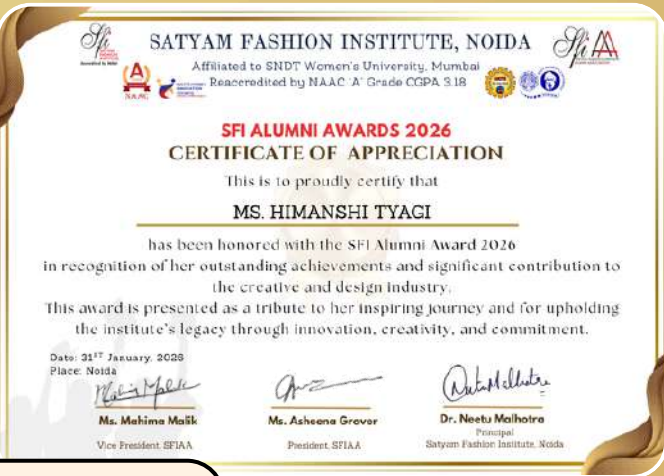 SATYAM FASHION INSTITUTE, NOIDA
Affiliated to SNDT Women's University, Mumbai
Reaccredited by NAAC 'A' Grade CGPA 3.18
NAAC
SFI ALUMNI AWARDS 2026
CERTIFICATE OF APPRECIATION
This is to proudly certify that
MS. HIMANSHI TYAGI
has been honored with the SFI Alumni Award 2026
in recognition of her outstanding achievements and significant contribution to
the creative and design industry.
This award is presented as a tribute to her inspiring journey and for upholding
the institute's legacy through innovation, creativity, and commitment.
Date: 31ST January, 2026
Place: Noida
Ms. Mahima Malik
Ms. Asheena Grover
Dr. Neetu Malhotra
Vice President, SFIAA
President, SFIAA
Principal
Satyam Fashion Institute, Noida